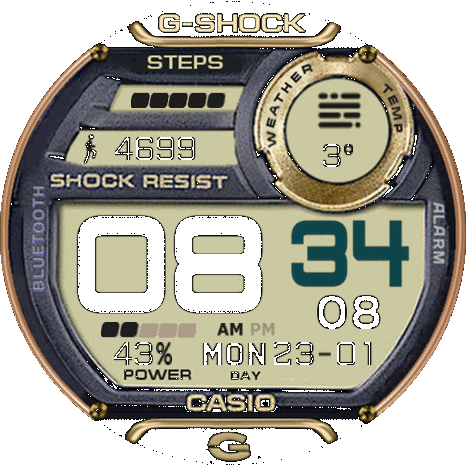 G-SHOCK
STEPS
WEATHER TEMP
4699
3°
SHOCK RESIST
BLUETOOTH
ALARM
08 34
08
AM PM
43% MON 23-01
POWER DAY
CASIO
G